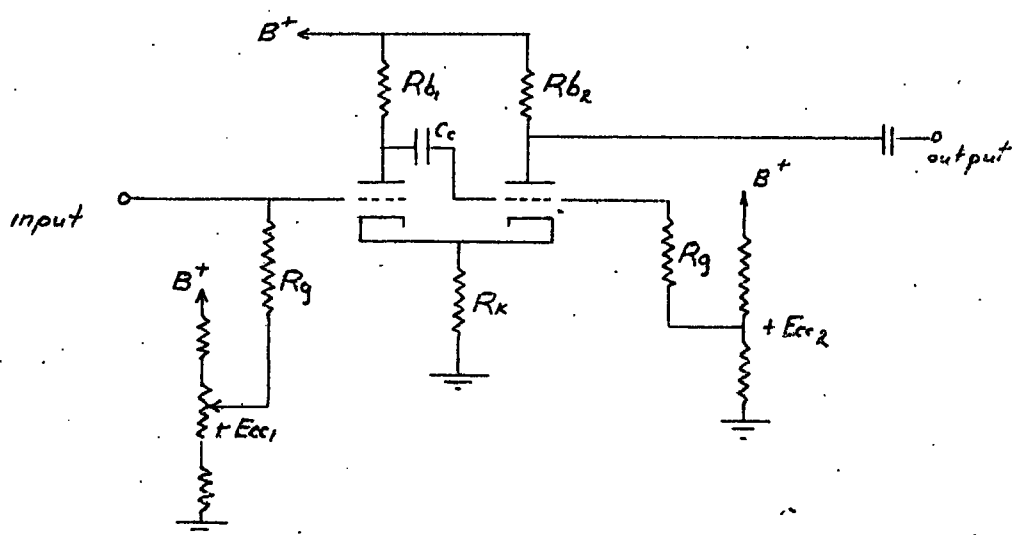 B+
Rb1
Rb2
Cc
output
B+
input
B+
Rg
Rg
RK
+ Ecc2
+ Ecc1